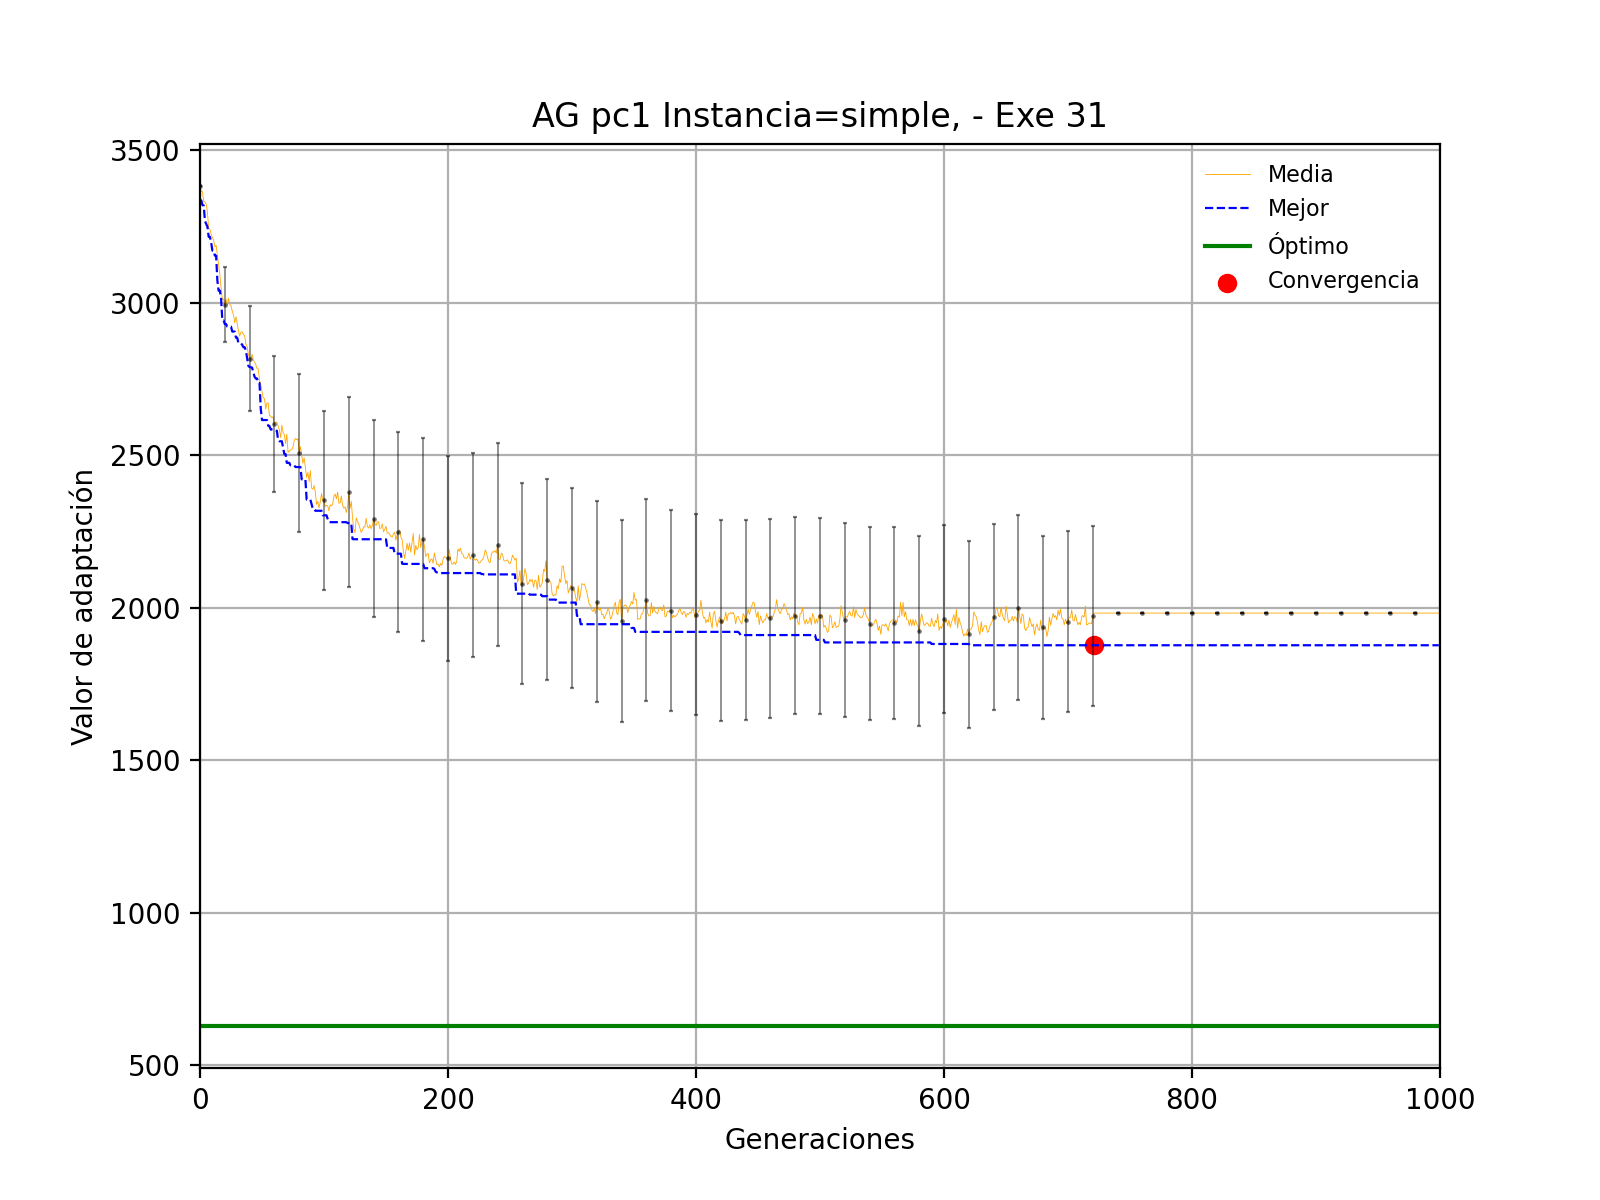 AG pc1 Instancia=simple, - Exe 31
Media
Mejor
Óptimo
Convergencia
Valor de adaptación
3500
3000
2500
2000
1500
1000
500
0
200
400
600
800
1000
Generaciones